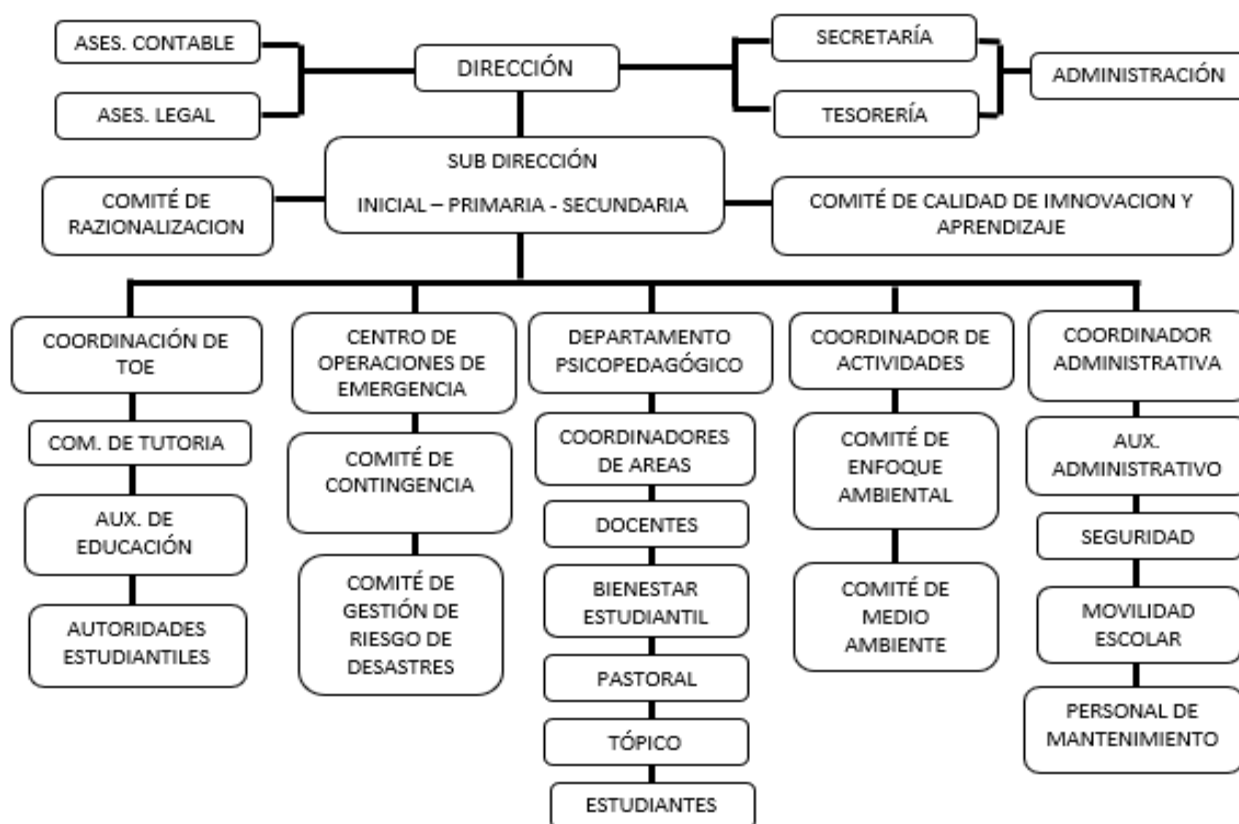 ASES. CONTABLE
DIRECCIÓN
SECRETARÍA
ADMINISTRACIÓN
ASES. LEGAL
TESORERÍA
SUB DIRECCIÓN
INICIAL – PRIMARIA - SECUNDARIA
COMITÉ DE
RAZIONALIZACION
COMITÉ DE CALIDAD DE IMNOVACION Y
APRENDIZAJE
COORDINACIÓN DE
TOE
COM. DE TUTORIA
AUX. DE
EDUCACIÓN
AUTORIDADES
ESTUDIANTILES
CENTRO DE
OPERACIONES DE
EMERGENCIA
COMITÉ DE
CONTINGENCIA
COMITÉ DE
GESTIÓN DE
RIESGO DE
DESASTRES
DEPARTAMENTO
PSICOPEDAGÓGICO
COORDINADORES
DE AREAS
DOCENTES
BIENESTAR
ESTUDIANTIL
PASTORAL
TÓPICO
ESTUDIANTES
COORDINADOR DE
ACTIVIDADES
COMITÉ DE
ENFOQUE
AMBIENTAL
COMITÉ DE
MEDIO
AMBIENTE
COORDINADOR
ADMINISTRATIVA
AUX.
ADMINISTRATIVO
SEGURIDAD
MOVILIDAD
ESCOLAR
PERSONAL DE
MANTENIMIENTO